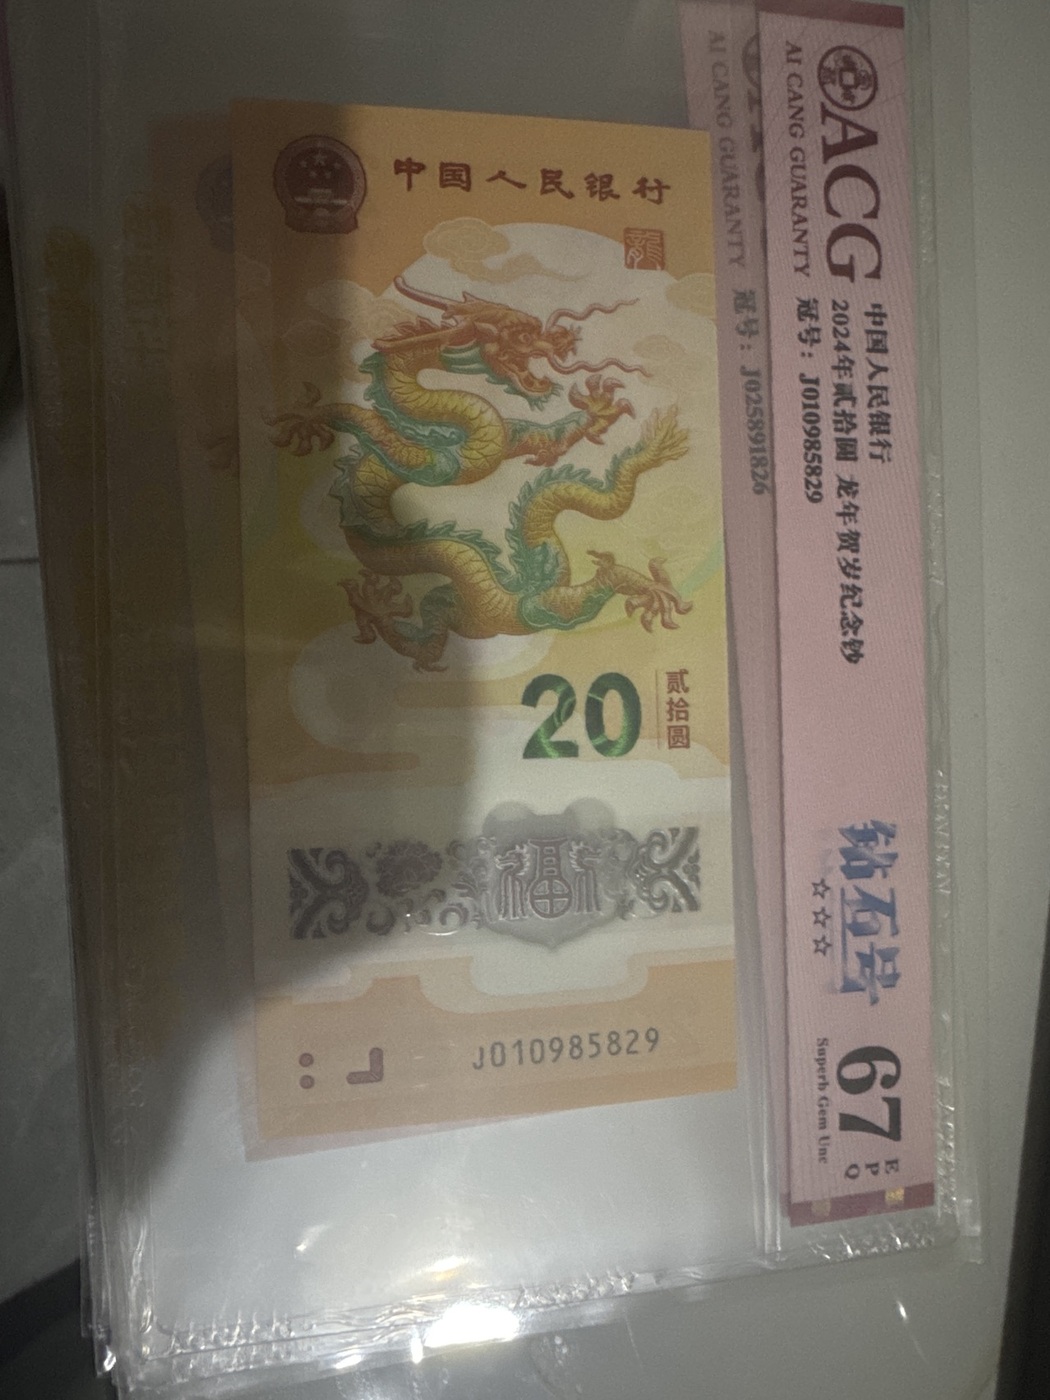 ACG
AI CANG GUARANTY
中国人民银行
2024年贰拾圆 龙年贺岁纪念钞
冠号：J010985829
钻石号
☆☆☆
67
EPQ
Superb Gem Unc
AI CANG GUARANTY
冠号：J025891826
中国人民银行
龍
20
贰拾圆
福
J010985829